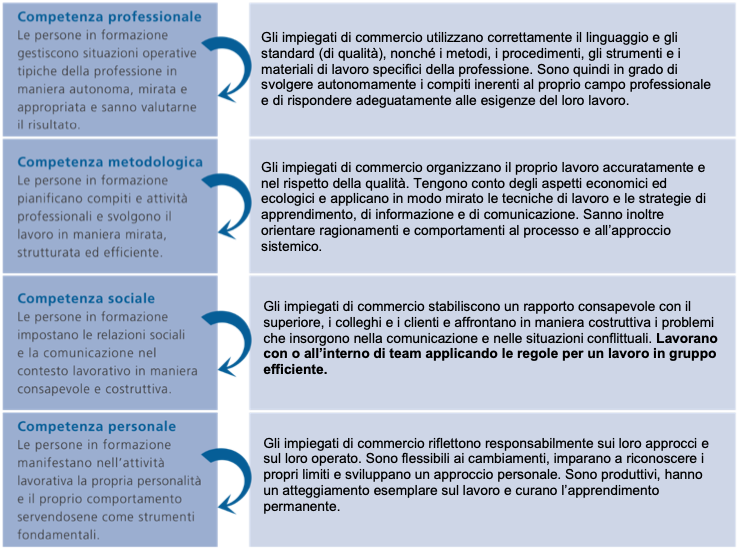 Competenza professionale
Le persone in formazione
gestiscono situazioni operative
tipiche della professione in
maniera autonoma, mirata e
appropriata e sanno valutarne
il risultato.
Gli impiegati di commercio utilizzano correttamente il linguaggio e gli
standard (di qualità), nonché i metodi, i procedimenti, gli strumenti e i
materiali di lavoro specifici della professione. Sono quindi in grado di
svolgere autonomamente i compiti inerenti al proprio campo professionale
e di rispondere adeguatamente alle esigenze del loro lavoro.
Competenza metodologica
Le persone in formazione
pianificano compiti e attività
professionali e svolgono il
lavoro in maniera mirata,
strutturata ed efficiente.
Gli impiegati di commercio organizzano il proprio lavoro accuratamente e
nel rispetto della qualità. Tengono conto degli aspetti economici ed
ecologici e applicano in modo mirato le tecniche di lavoro e le strategie di
apprendimento, di informazione e di comunicazione. Sanno inoltre
orientare ragionamenti e comportamenti al processo e all’approccio
sistemico.
Competenza sociale
Le persone in formazione
impostano le relazioni sociali
e la comunicazione nel
contesto lavorativo in maniera
consapevole e costruttiva.
Gli impiegati di commercio stabiliscono un rapporto consapevole con il
superiore, i colleghi e i clienti e affrontano in maniera costruttiva i problemi
che insorgono nella comunicazione e nelle situazioni conflittuali. Lavorano
con o all’interno di team applicando le regole per un lavoro in gruppo
efficiente.
Competenza personale
Le persone in formazione
manifestano nell’attività
lavorativa la propria personalità
e il proprio comportamento
servendosene come strumenti
fondamentali.
Gli impiegati di commercio riflettono responsabilmente sui loro approcci e
sul loro operato. Sono flessibili ai cambiamenti, imparano a riconoscere i
propri limiti e sviluppano un approccio personale. Sono produttivi, hanno
un atteggiamento esemplare sul lavoro e curano l’apprendimento
permanente.